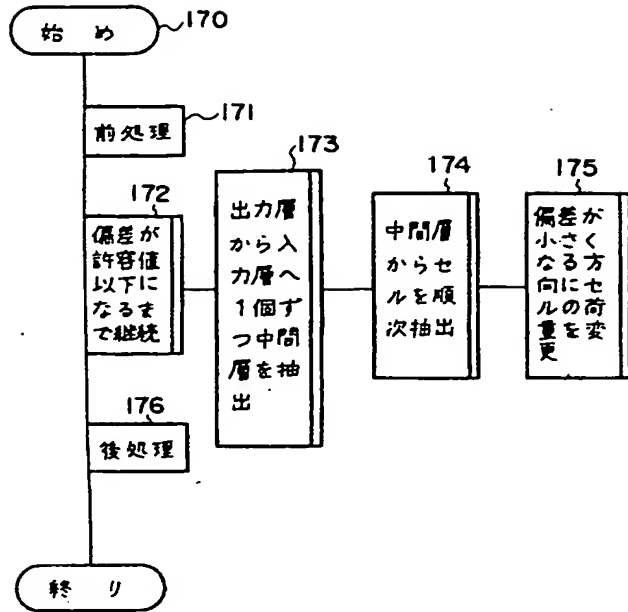 始め
170
前処理
171
172
偏差が
許容値
以下に
なるま
で継続
173
出力層
から入
力層へ
1個ず
つ中間
層を抽
出
174
中間層
からセ
ルを順
次抽出
175
偏差が
小さく
なる方
向にセ
ルの荷
重を変
更
176
後処理
終り